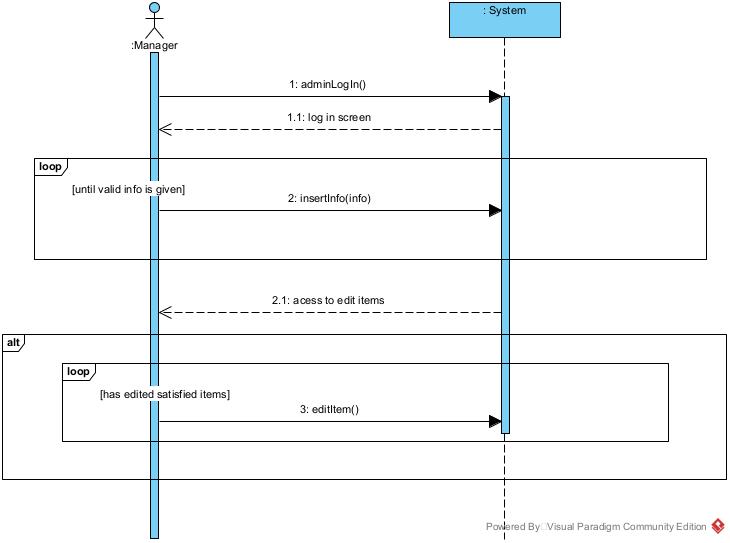 : System
:Manager
1: adminLogIn()
1.1: log in screen
loop
[until valid info is given]
2: insertInfo(info)
2.1: acess to edit items
alt
loop
[has edited satisfied items]
3: editItem()
Powered By Visual Paradigm Community Edition